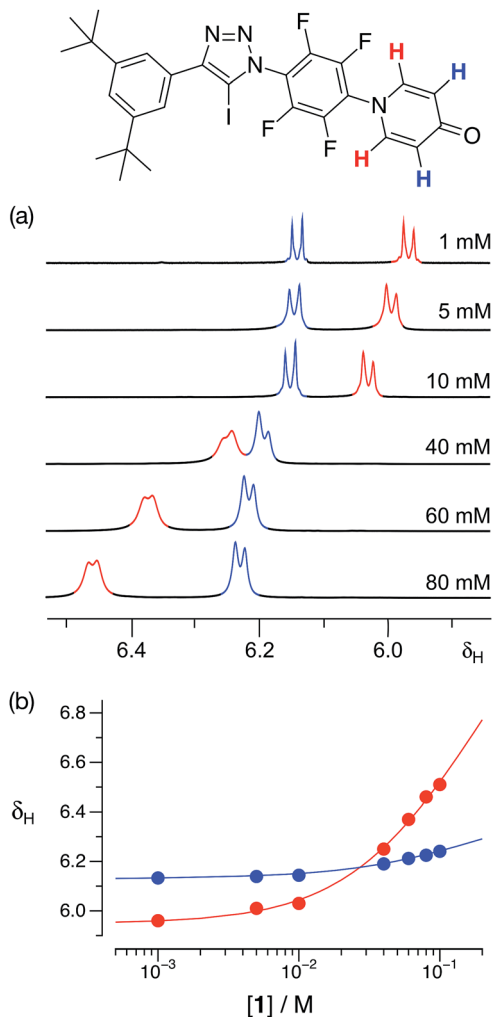 N=N
N
I
F
F
F
F
N
H
H
H
H
O
(a)
1 mM
5 mM
10 mM
40 mM
60 mM
80 mM
6.4 6.2 6.0 δH
(b)
6.8
6.6
δH
6.4
6.2
6.0
10⁻³ 10⁻² 10⁻¹
[1] / M